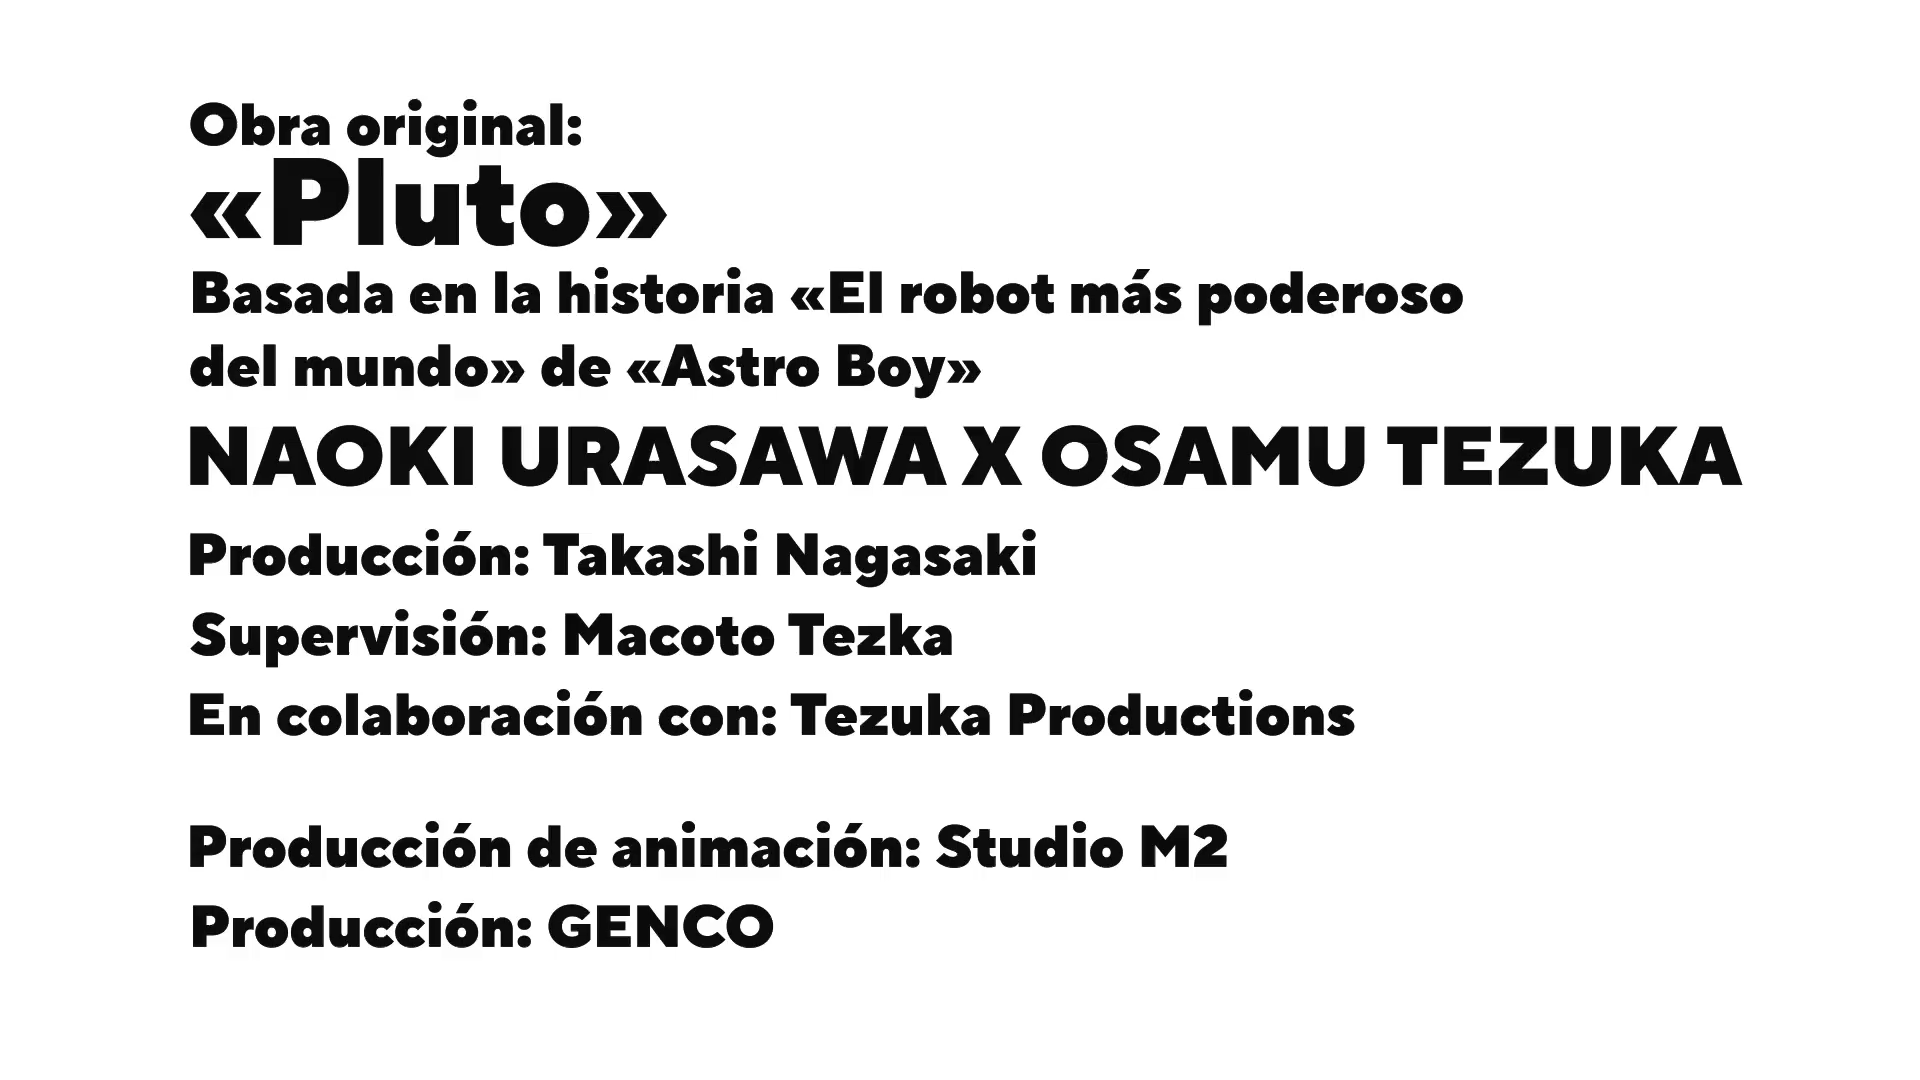 Obra original:
«Pluto»
Basada en la historia «El robot más poderoso
del mundo» de «Astro Boy»
NAOKI URASAWA X OSAMU TEZUKA
Producción: Takashi Nagasaki
Supervisión: Macoto Tezka
En colaboración con: Tezuka Productions
Producción de animación: Studio M2
Producción: GENCO